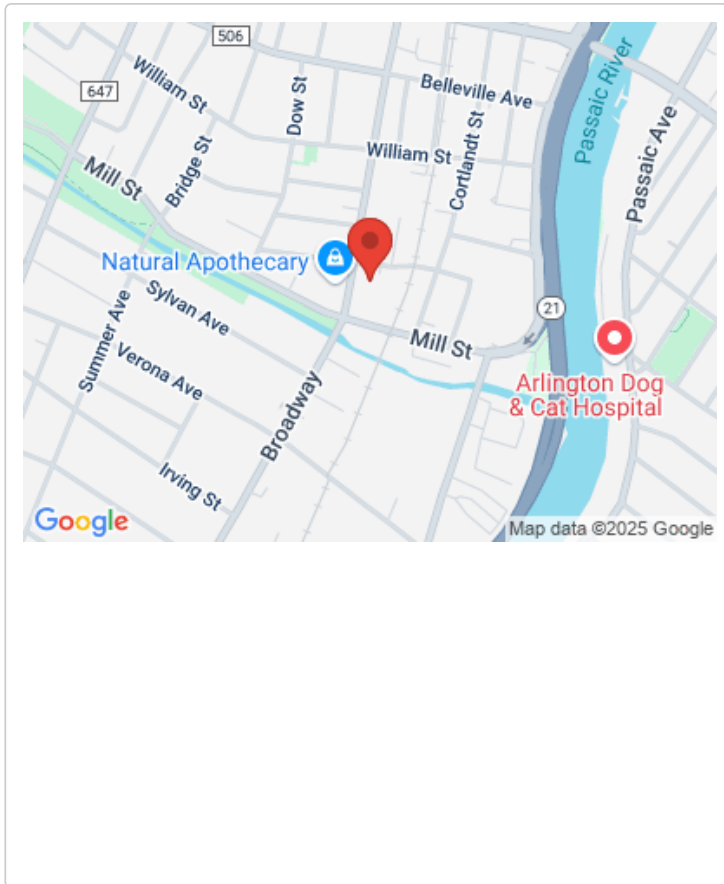 506
647
William St
Dow St
Belleville Ave
Passaic River
Passaic Ave
William St
Cortlandt St
Bridge St
Mill St
Natural Apothecary
Sylvan Ave
21
Mill St
Summer Ave
Verona Ave
Broadway
Arlington Dog
& Cat Hospital
Irving St
Google
Map data ©2025 Google